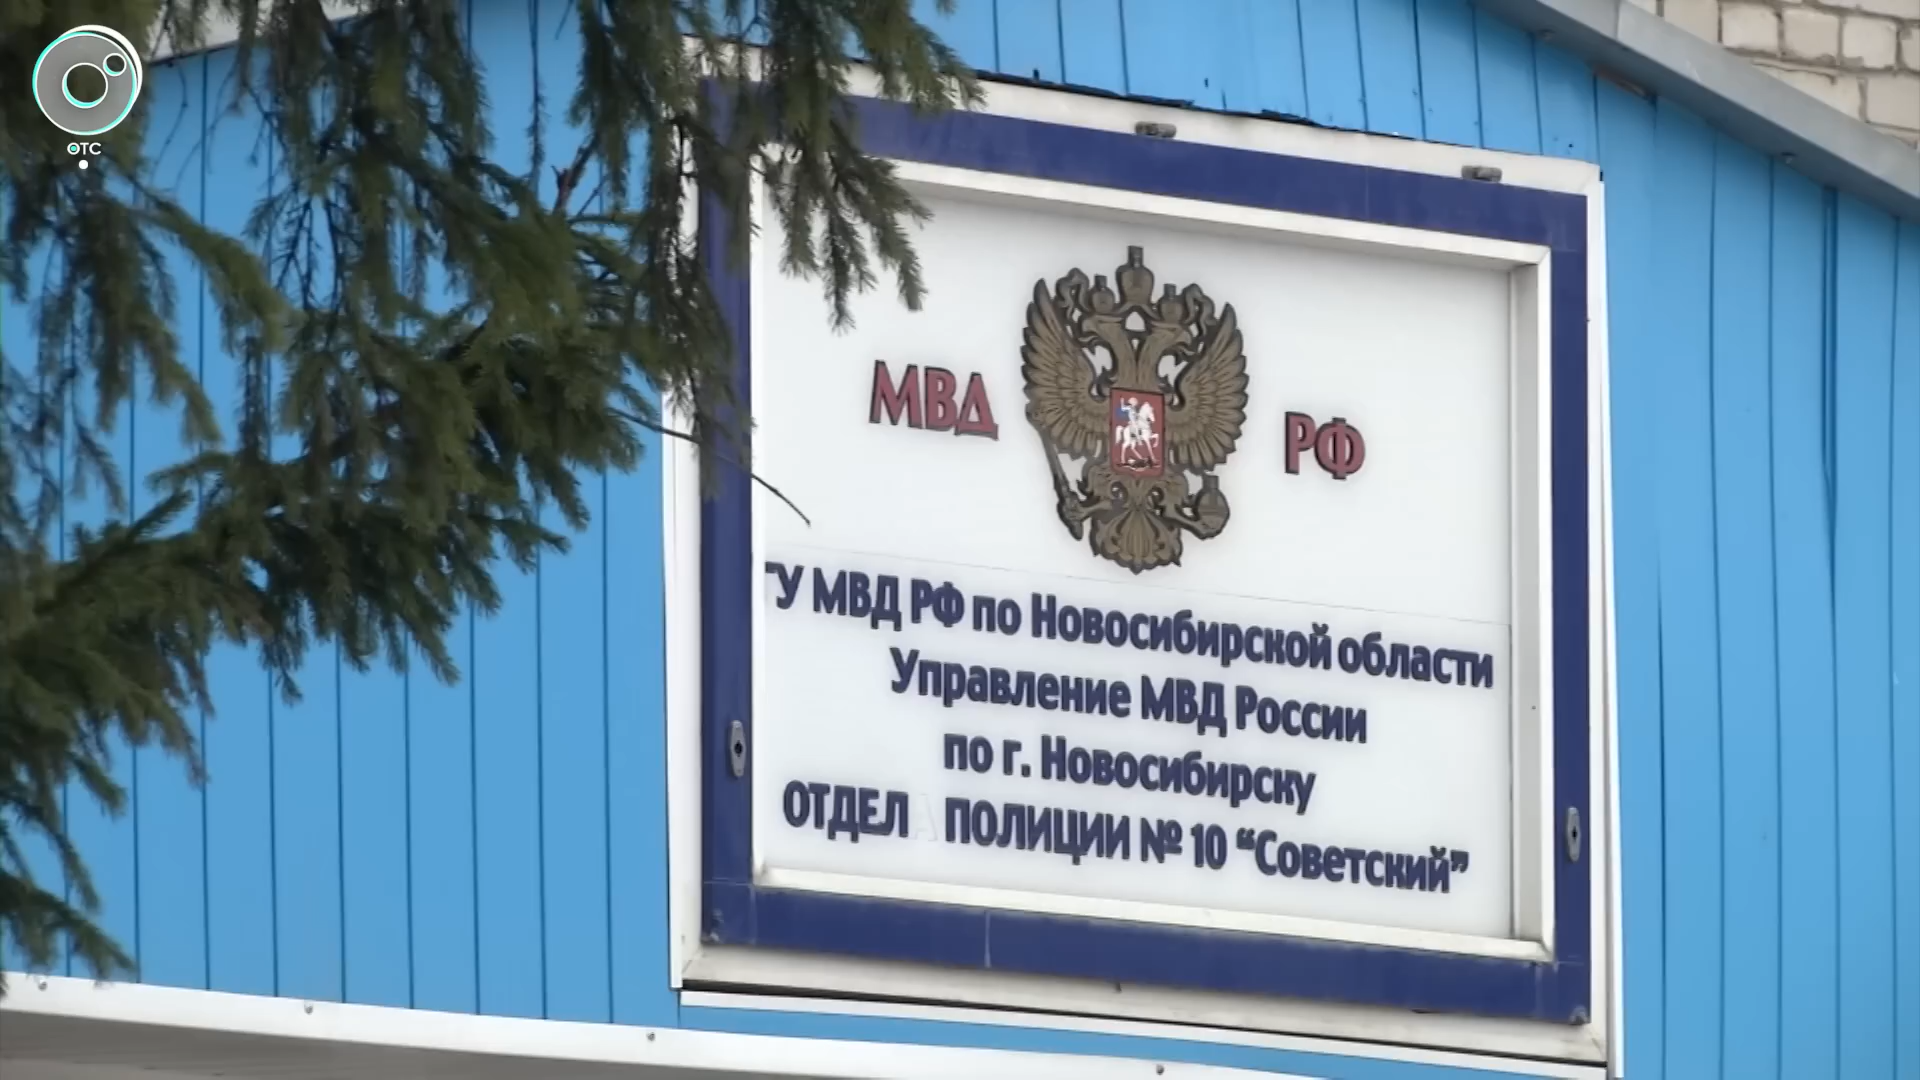 ОТС
МВД РФ
ГУ МВД РФ по Новосибирской области
Управление МВД России
по г. Новосибирску
ОТДЕЛ ПОЛИЦИИ № 10 “Советский”